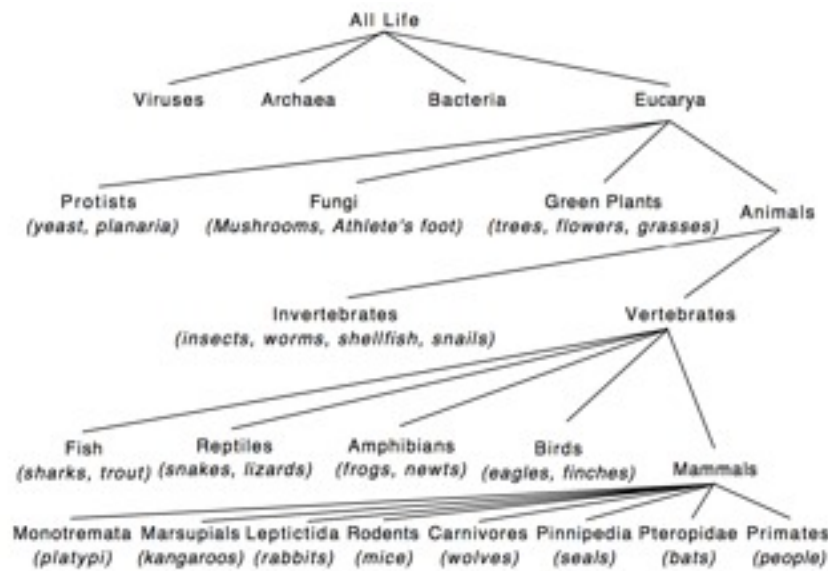 All Life
Viruses Archaea Bacteria Eucarya
Protists Fungi Green Plants Animals
(yeast, planaria) (Mushrooms, Athlete's foot) (trees, flowers, grasses)
Invertebrates Vertebrates
(insects, worms, shellfish, snails)
Fish Reptiles Amphibians Birds Mammals
(sharks, trout) (snakes, lizards) (frogs, newts) (eagles, finches)
Monotremata Marsupials Leptictida Rodents Carnivores Pinnipedia Pteropidae Primates
(platypi) (kangaroos) (rabbits) (mice) (wolves) (seals) (bats) (people)